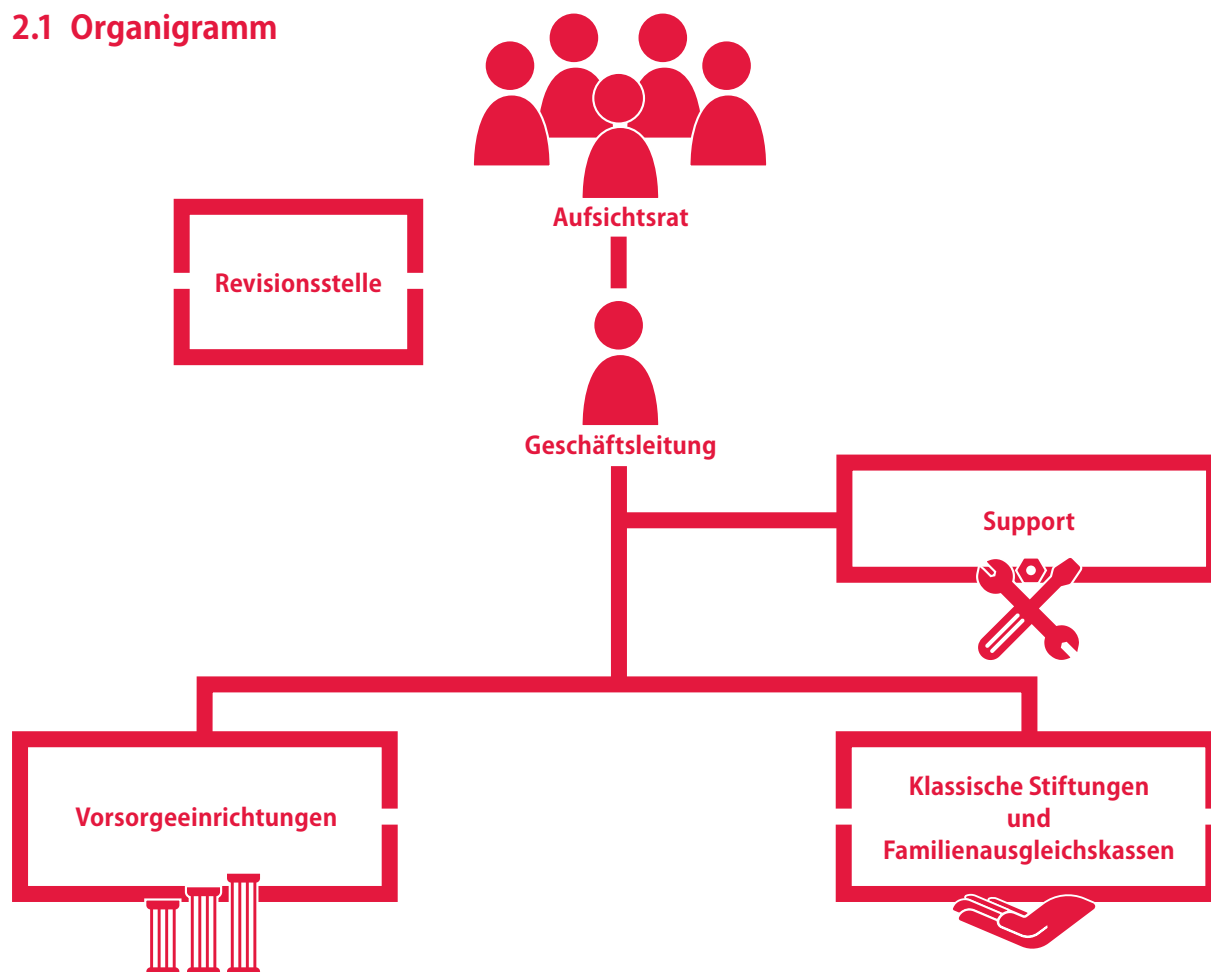 2.1 Organigramm
Aufsichtsrat
Revisionsstelle
Geschäftsleitung
Support
Vorsorgeeinrichtungen
Klassische Stiftungen
und
Familienausgleichskassen